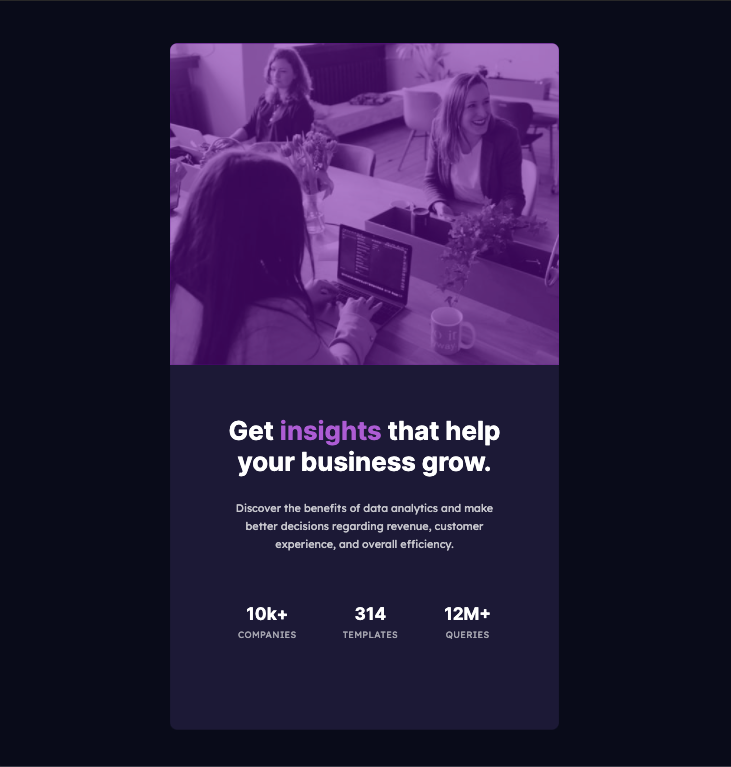 Get insights that help
your business grow.
Discover the benefits of data analytics and make
better decisions regarding revenue, customer
experience, and overall efficiency.
10k+ 314 12M+
COMPANIES TEMPLATES QUERIES